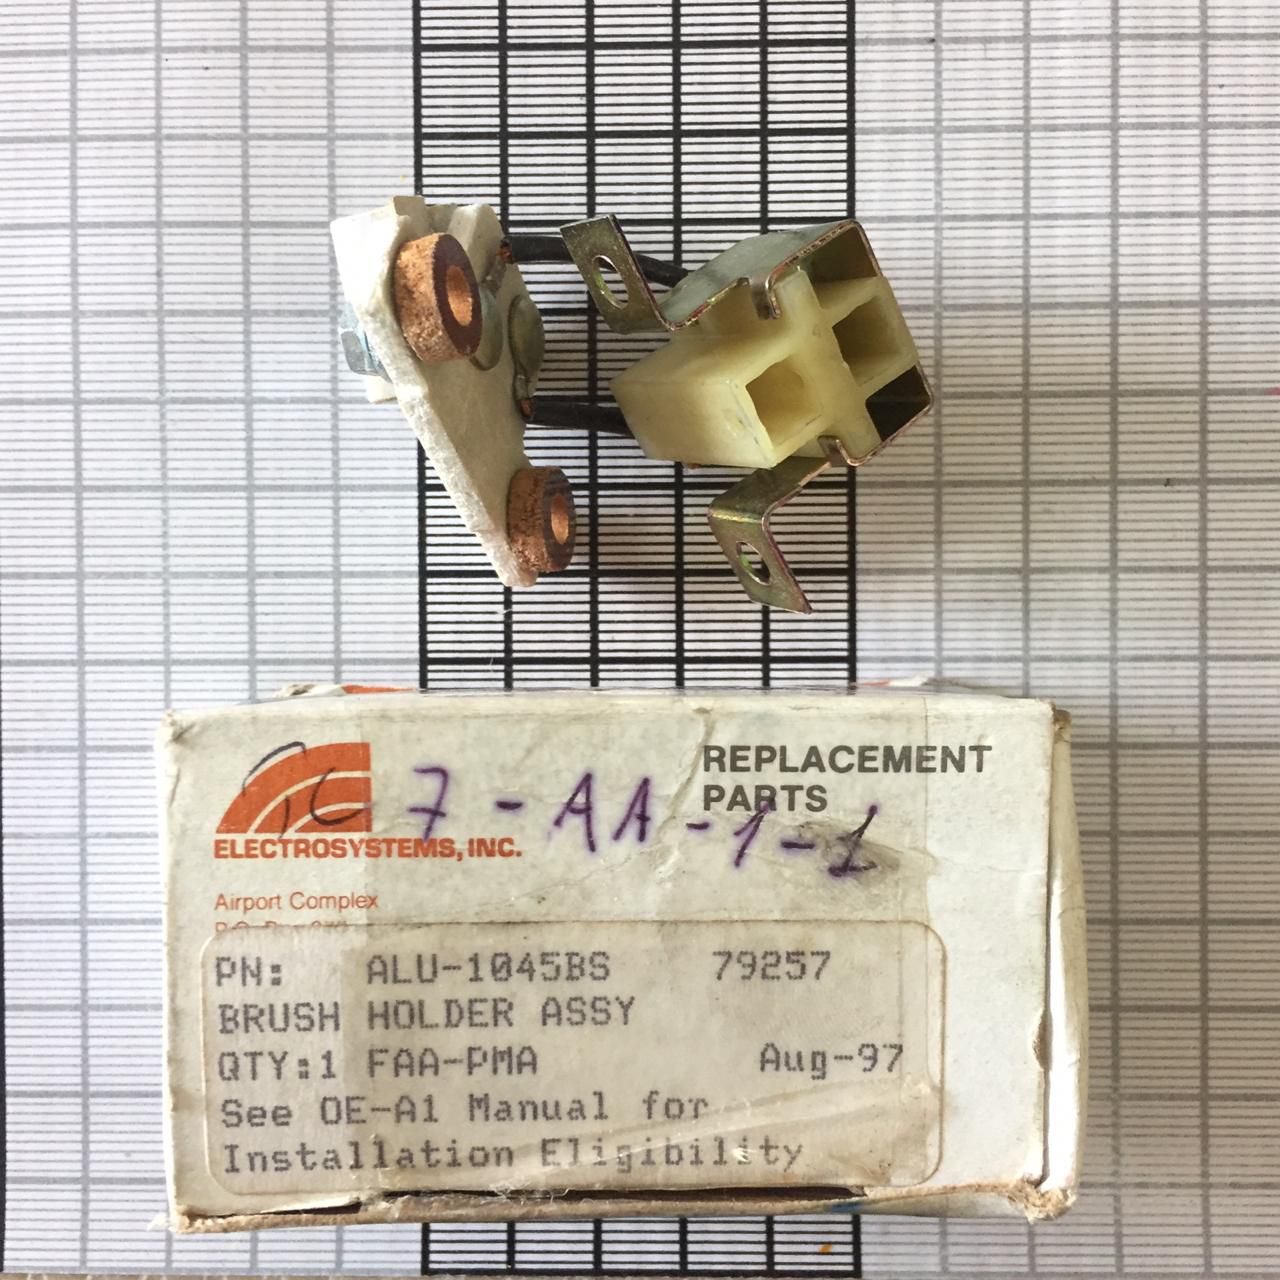 REPLACEMENT
PARTS
7-AA-1-1
ELECTROSYSTEMS, INC.
Airport Complex
PN: ALU-1045BS 79257
BRUSH HOLDER ASSY
QTY:1 FAA-PMA Aug-97
See OE-A1 Manual for
Installation Eligibility